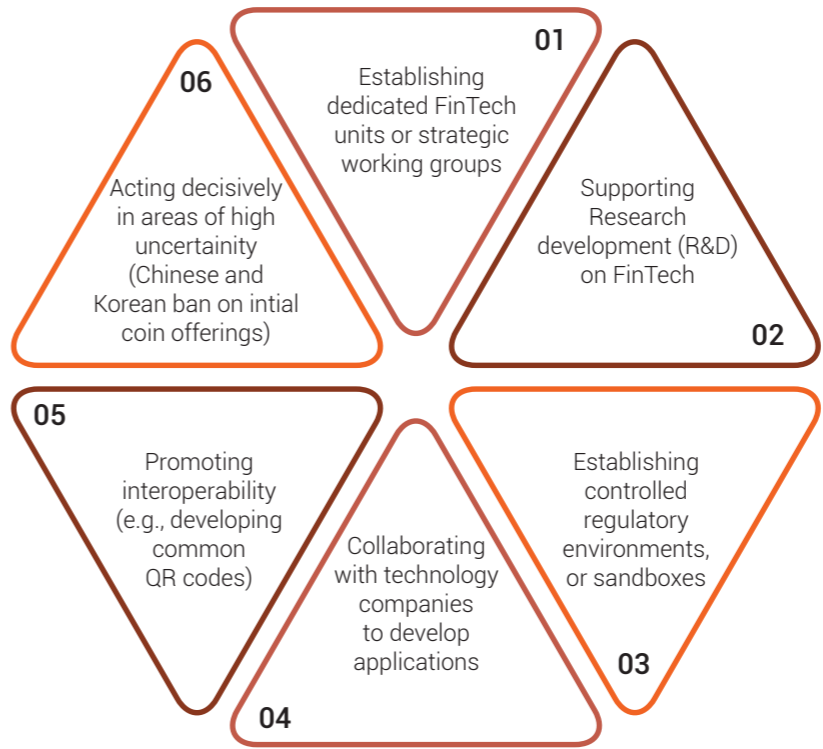 01
Establishing
dedicated FinTech
units or strategic
working groups
Supporting
Research
development (R&D)
on FinTech
02
Establishing
controlled
regulatory
environments,
or sandboxes
03
Collaborating
with technology
companies
to develop
applications
04
05
Promoting
interoperability
(e.g., developing
common
QR codes)
06
Acting decisively
in areas of high
uncertainity
(Chinese and
Korean ban on intial
coin offerings)